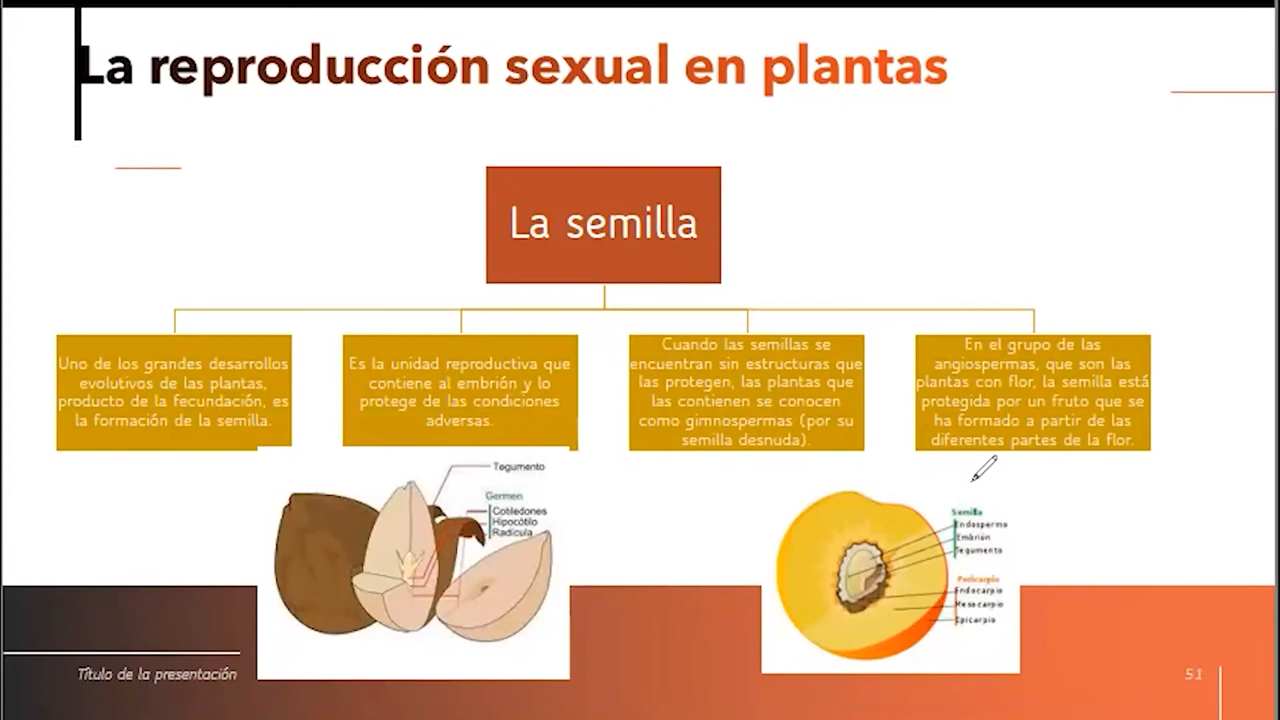 La reproducción sexual en plantas
La semilla
Uno de los grandes desarrollos
evolutivos de las plantas,
producto de la fecundación, es
la formación de la semilla.
Es la unidad reproductiva que
contiene al embrión y lo
protege de las condiciones
adversas.
Cuando las semillas se
encuentran sin estructuras que
las protegen, las plantas que
las contienen se conocen
como gimnospermas (por su
semilla desnuda).
En el grupo de las
angiospermas, que son las
plantas con flor, la semilla está
protegida por un fruto que se
ha formado a partir de las
diferentes partes de la flor.
Tegumento
Germen
Cotiledones
Hipocótilo
Radícula
Semilla
Endospermo
Embrión
Tegumento
Pericarpio
Endocarpio
Mesocarpio
Epicarpio
Título de la presentación
51